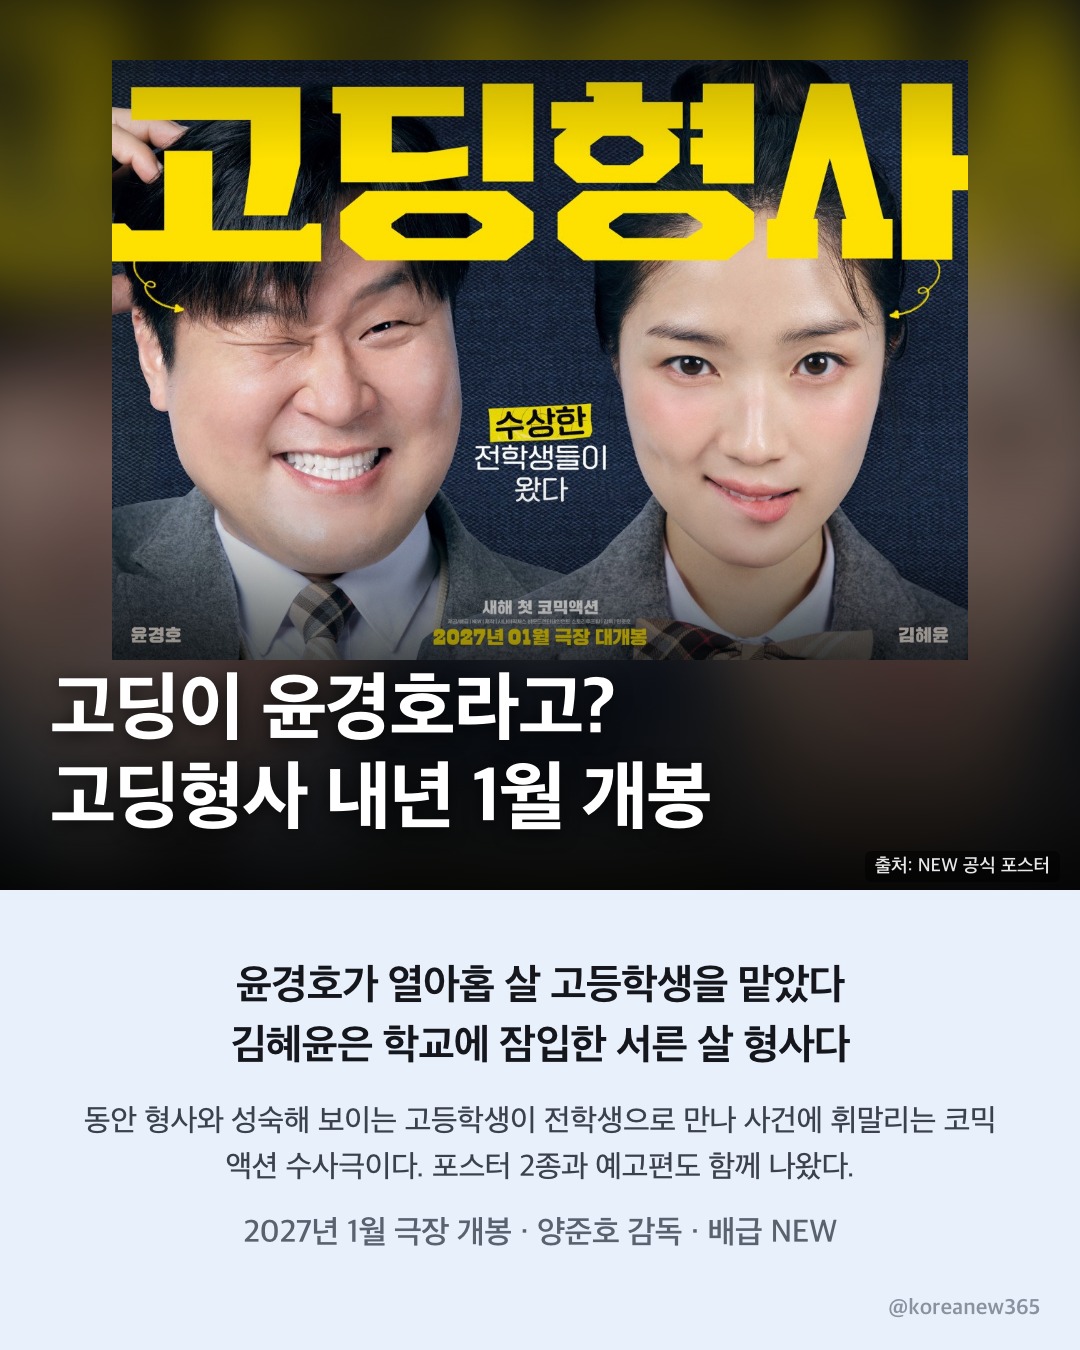 고딩형사
수상한
전학생들이
왔다
새해 첫 코믹액션
2027년 01월 극장 대개봉
윤경호
김혜윤
고딩이 윤경호라고?
고딩형사 내년 1월 개봉
출처: NEW 공식 포스터
윤경호가 열아홉 살 고등학생을 맡았다
김혜윤은 학교에 잠입한 서른 살 형사다
동안 형사와 성숙해 보이는 고등학생이 전학생으로 만나 사건에 휘말리는 코믹
액션 수사극이다. 포스터 2종과 예고편도 함께 나왔다.
2027년 1월 극장 개봉 · 양준호 감독 · 배급 NEW
@koreanew365